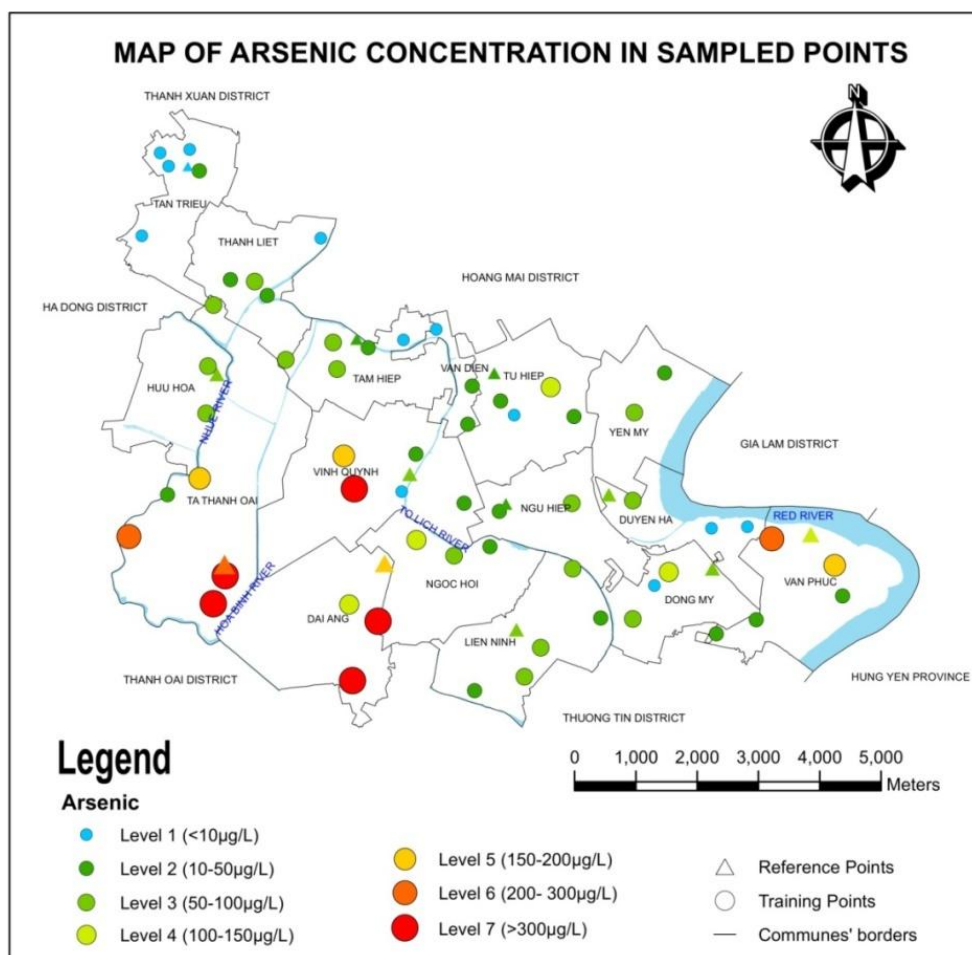 MAP OF ARSENIC CONCENTRATION IN SAMPLED POINTS
N
THANH XUAN DISTRICT
TAN TRIEU
THANH LIET
HOANG MAI DISTRICT
HA DONG DISTRICT
VAN DIEN
TU HIEP
TAM HIEP
HUU HOA
NHUE RIVER
YEN MY
GIA LAM DISTRICT
VINH QUYNH
TA THANH OAI
TO LICH RIVER
NGU HIEP
DUYEN HA
RED RIVER
NGOC HOI
VAN PHUC
DONG MY
HOA BINH RIVER
DAI ANG
LIEN NINH
THANH OAI DISTRICT
HUNG YEN PROVINCE
THUONG TIN DISTRICT
Legend
0 1,000 2,000 3,000 4,000 5,000
Meters
Arsenic
Level 1 (<10µg/L)
Level 2 (10-50µg/L)
Level 3 (50-100µg/L)
Level 4 (100-150µg/L)
Level 5 (150-200µg/L)
Level 6 (200- 300µg/L)
Level 7 (>300µg/L)
Reference Points
Training Points
Communes' borders